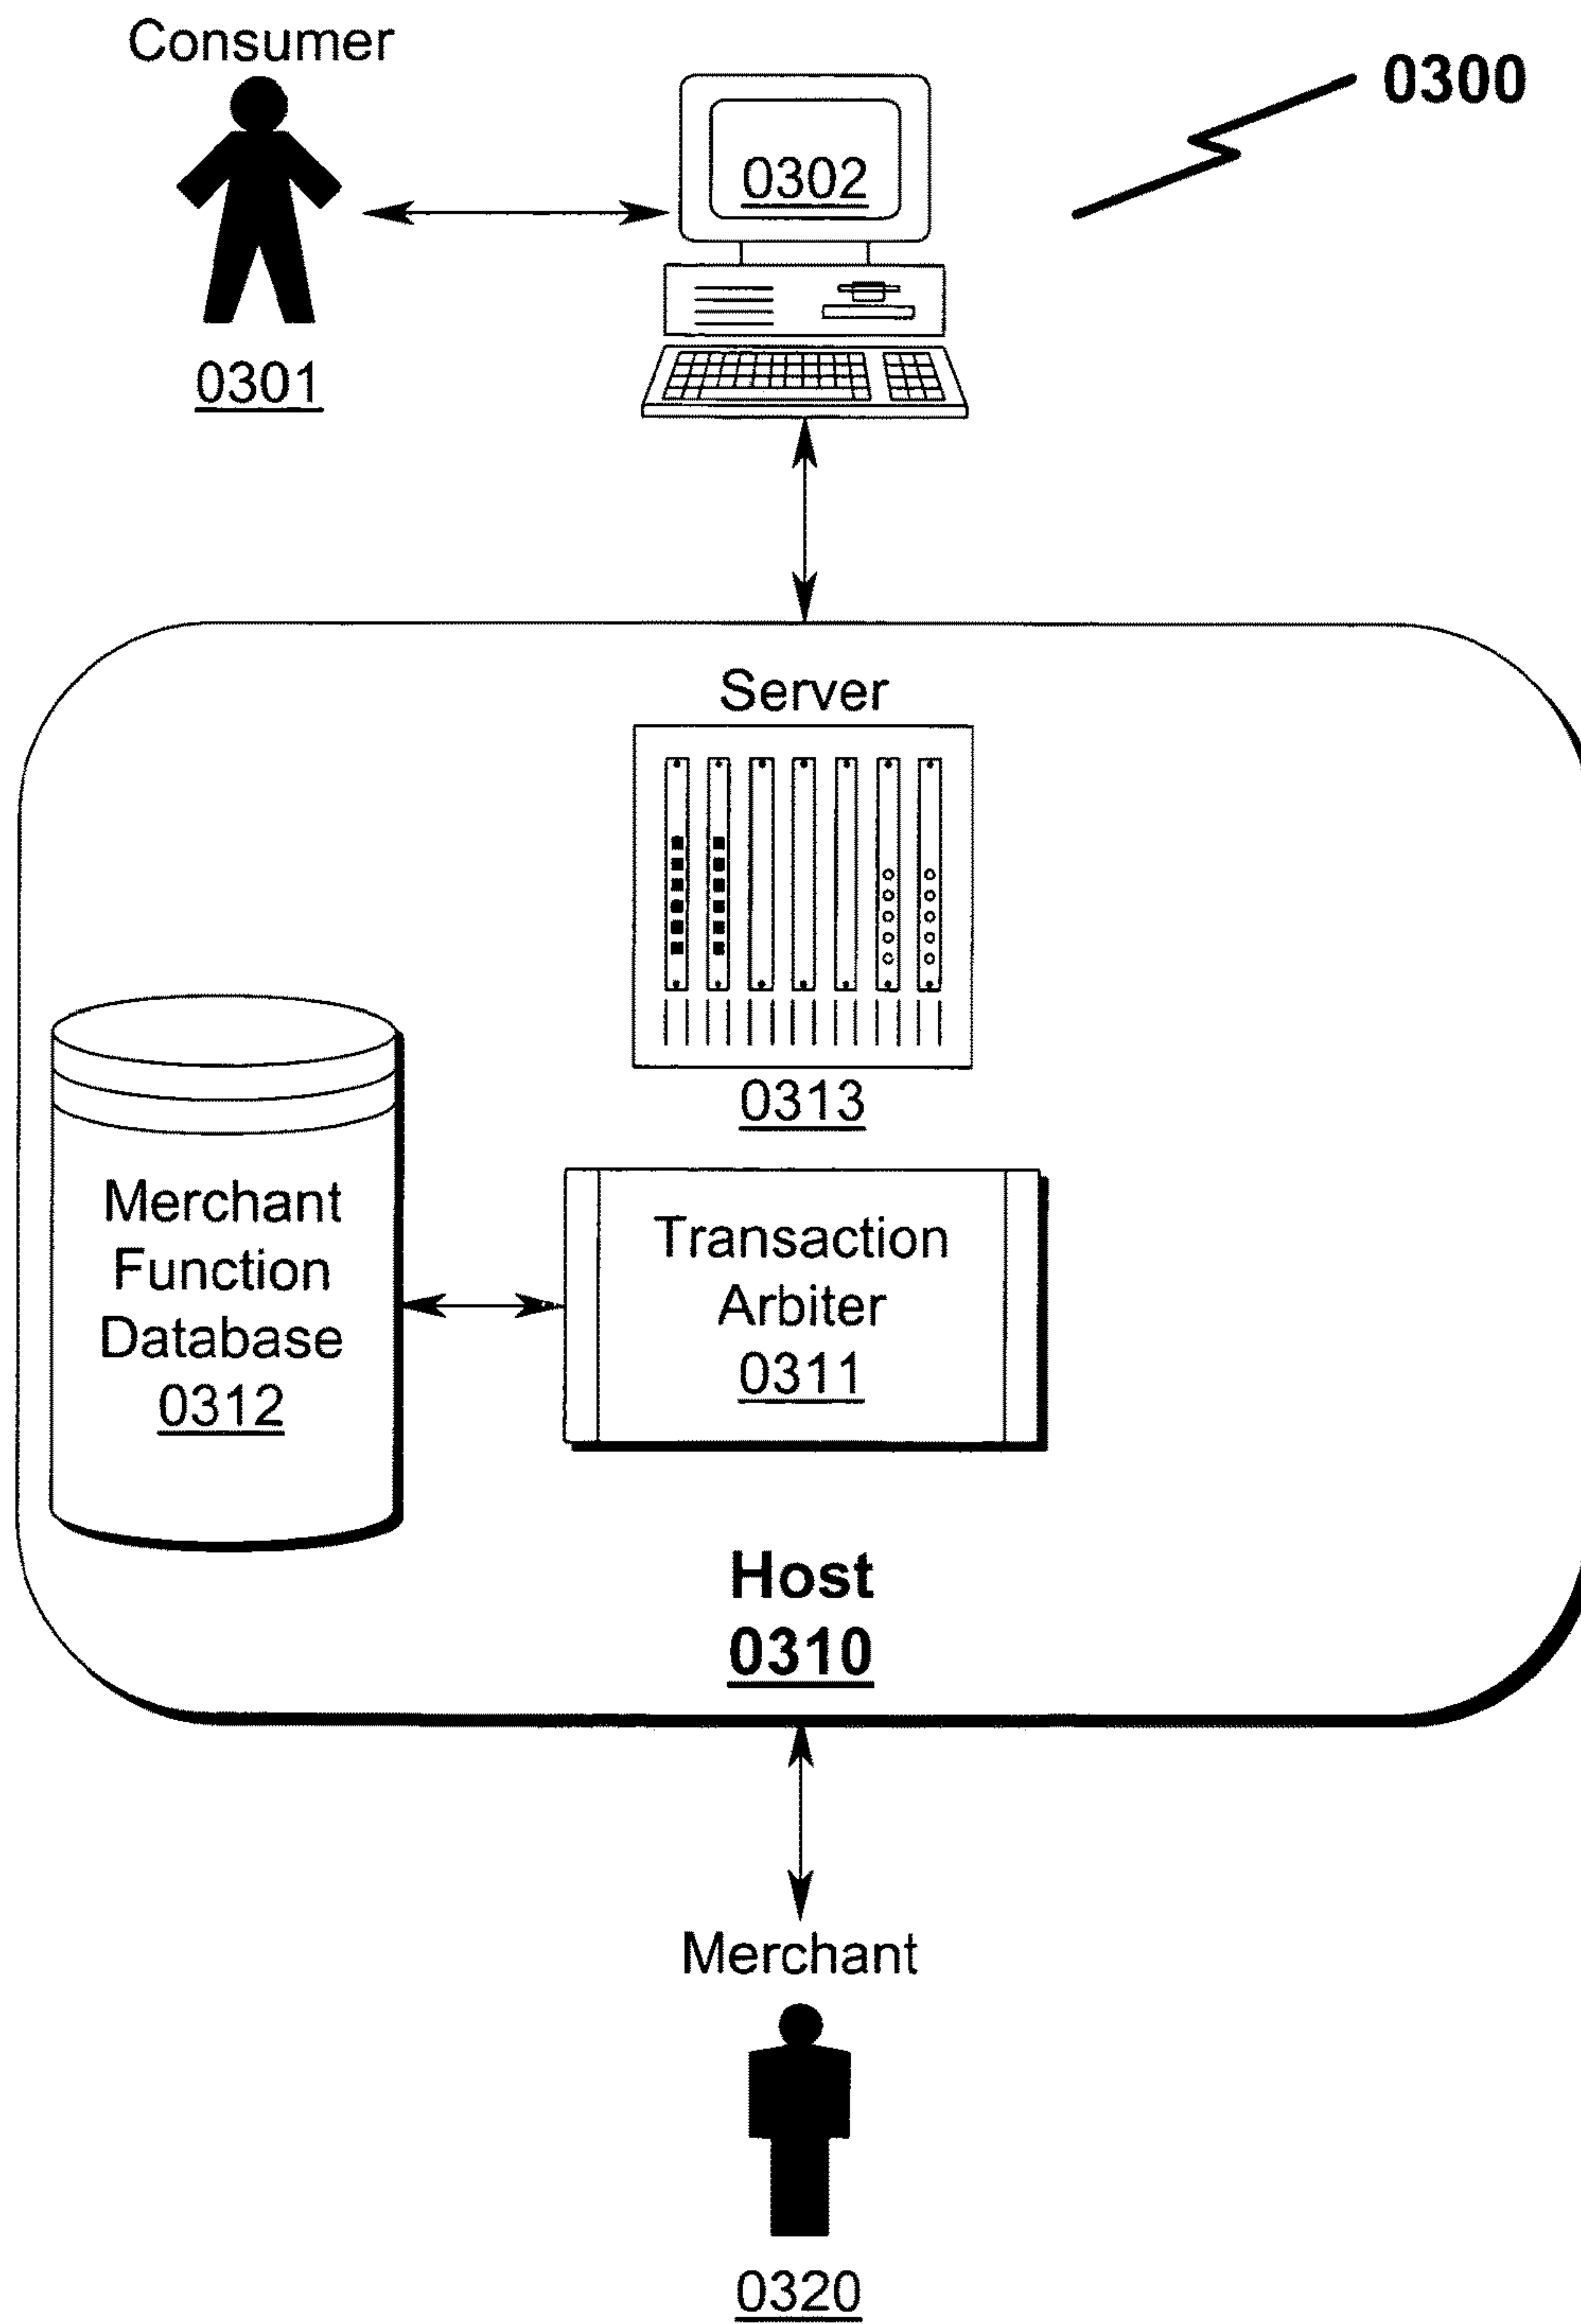 Consumer
0300
0302
0301
Server
0313
Merchant
Function
Database
0312
Transaction
Arbiter
0311
Host
0310
Merchant
0320